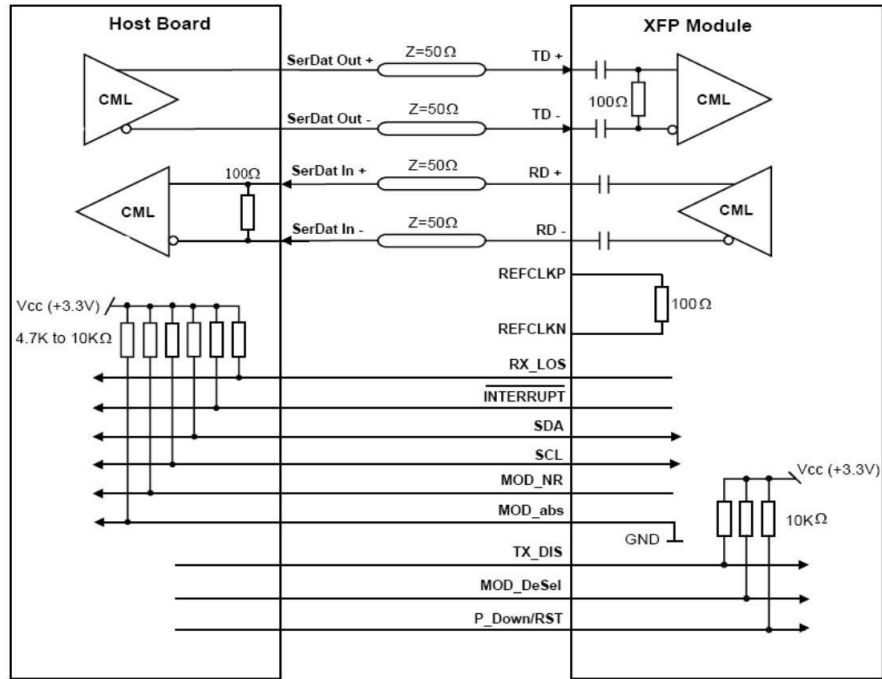 Host Board
XFP Module
SerDat Out +
Z=50Ω
TD +
CML
100Ω
CML
SerDat Out -
Z=50Ω
TD -
100Ω
SerDat In +
Z=50Ω
RD +
CML
CML
SerDat In -
Z=50Ω
RD -
REFCLKP
Vcc (+3.3V)
100Ω
4.7K to 10KΩ
REFCLKN
RX_LOS
INTERRUPT
SDA
SCL
Vcc (+3.3V)
MOD_NR
MOD_abs
10KΩ
GND
TX_DIS
MOD_DeSel
P_Down/RST